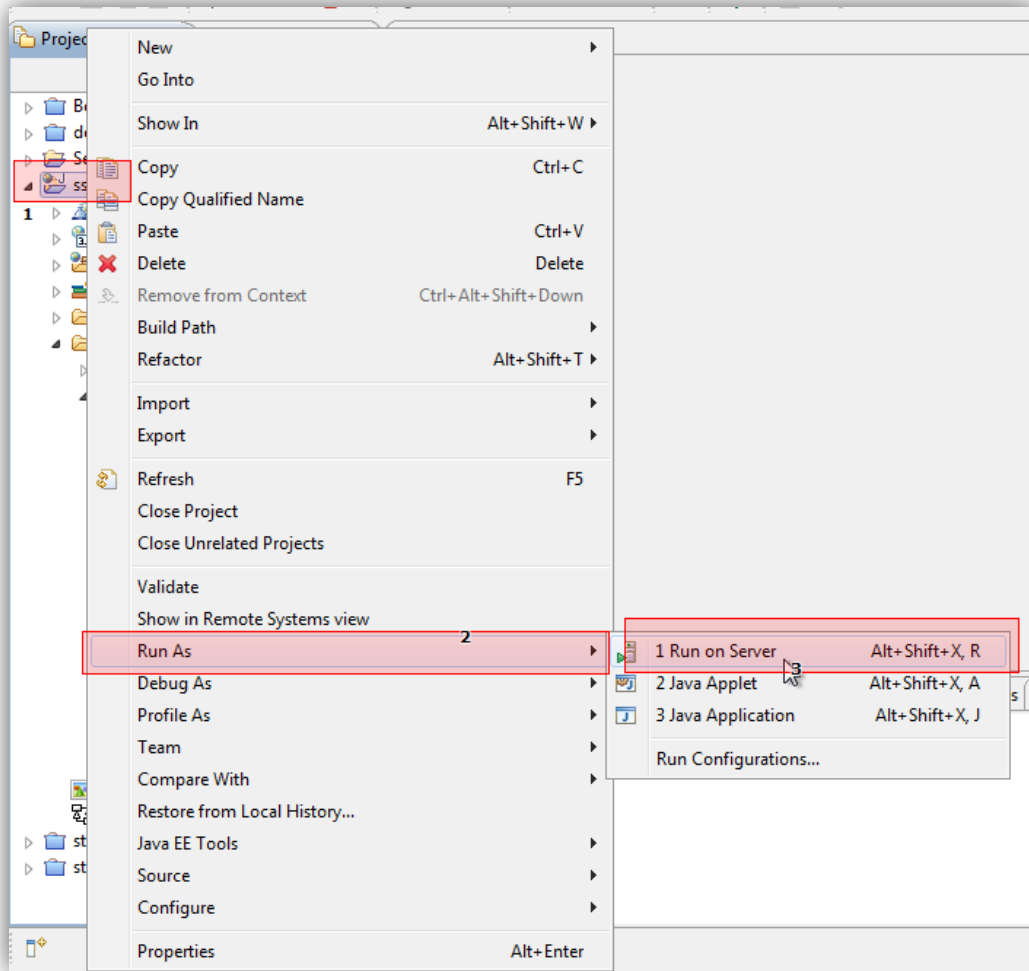 Projec
New
Go Into
Show In Alt+Shift+W
Copy Ctrl+C
Copy Qualified Name
Paste Ctrl+V
Delete Delete
Remove from Context Ctrl+Alt+Shift+Down
Build Path
Refactor Alt+Shift+T
Import
Export
Refresh F5
Close Project
Close Unrelated Projects
Validate
Show in Remote Systems view
Run As
Debug As
Profile As
Team
Compare With
Restore from Local History...
Java EE Tools
Source
Configure
Properties Alt+Enter
1 Run on Server Alt+Shift+X, R
2 Java Applet Alt+Shift+X, A
3 Java Application Alt+Shift+X, J
Run Configurations...
Se
ss
st
st
1
2
3
s